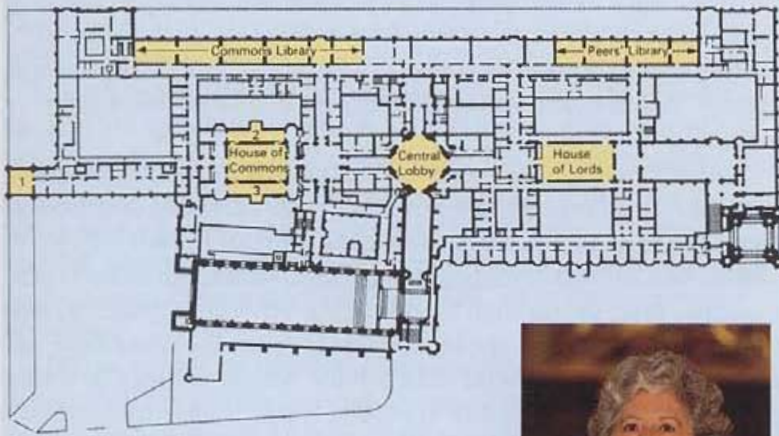 Commons Library
Peers' Library
2
House of
Commons
3
Central
Lobby
House
of Lords
1